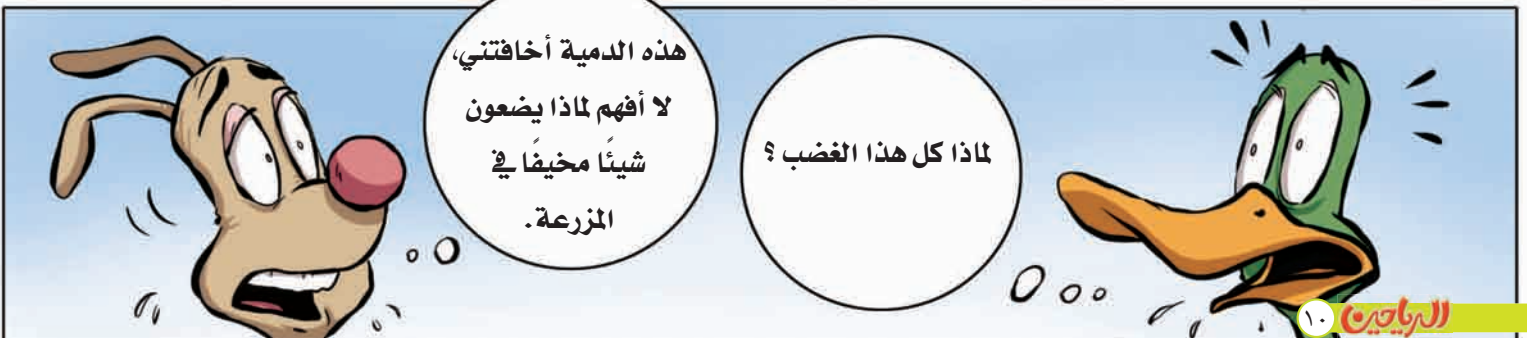 لماذا كل هذا الغضب ؟
هذه الدمية أخافتني،
لا أفهم لماذا يضعون
شيئًا مخيفًا في
المزرعة.
الرياحين ١٠